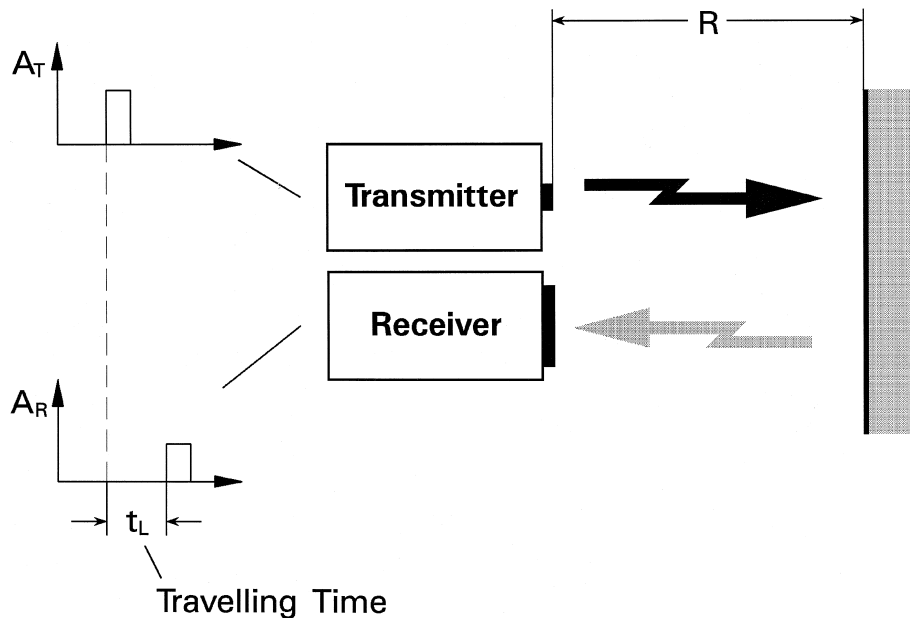 R
A_T
Transmitter
Receiver
A_R
t_L
Travelling Time